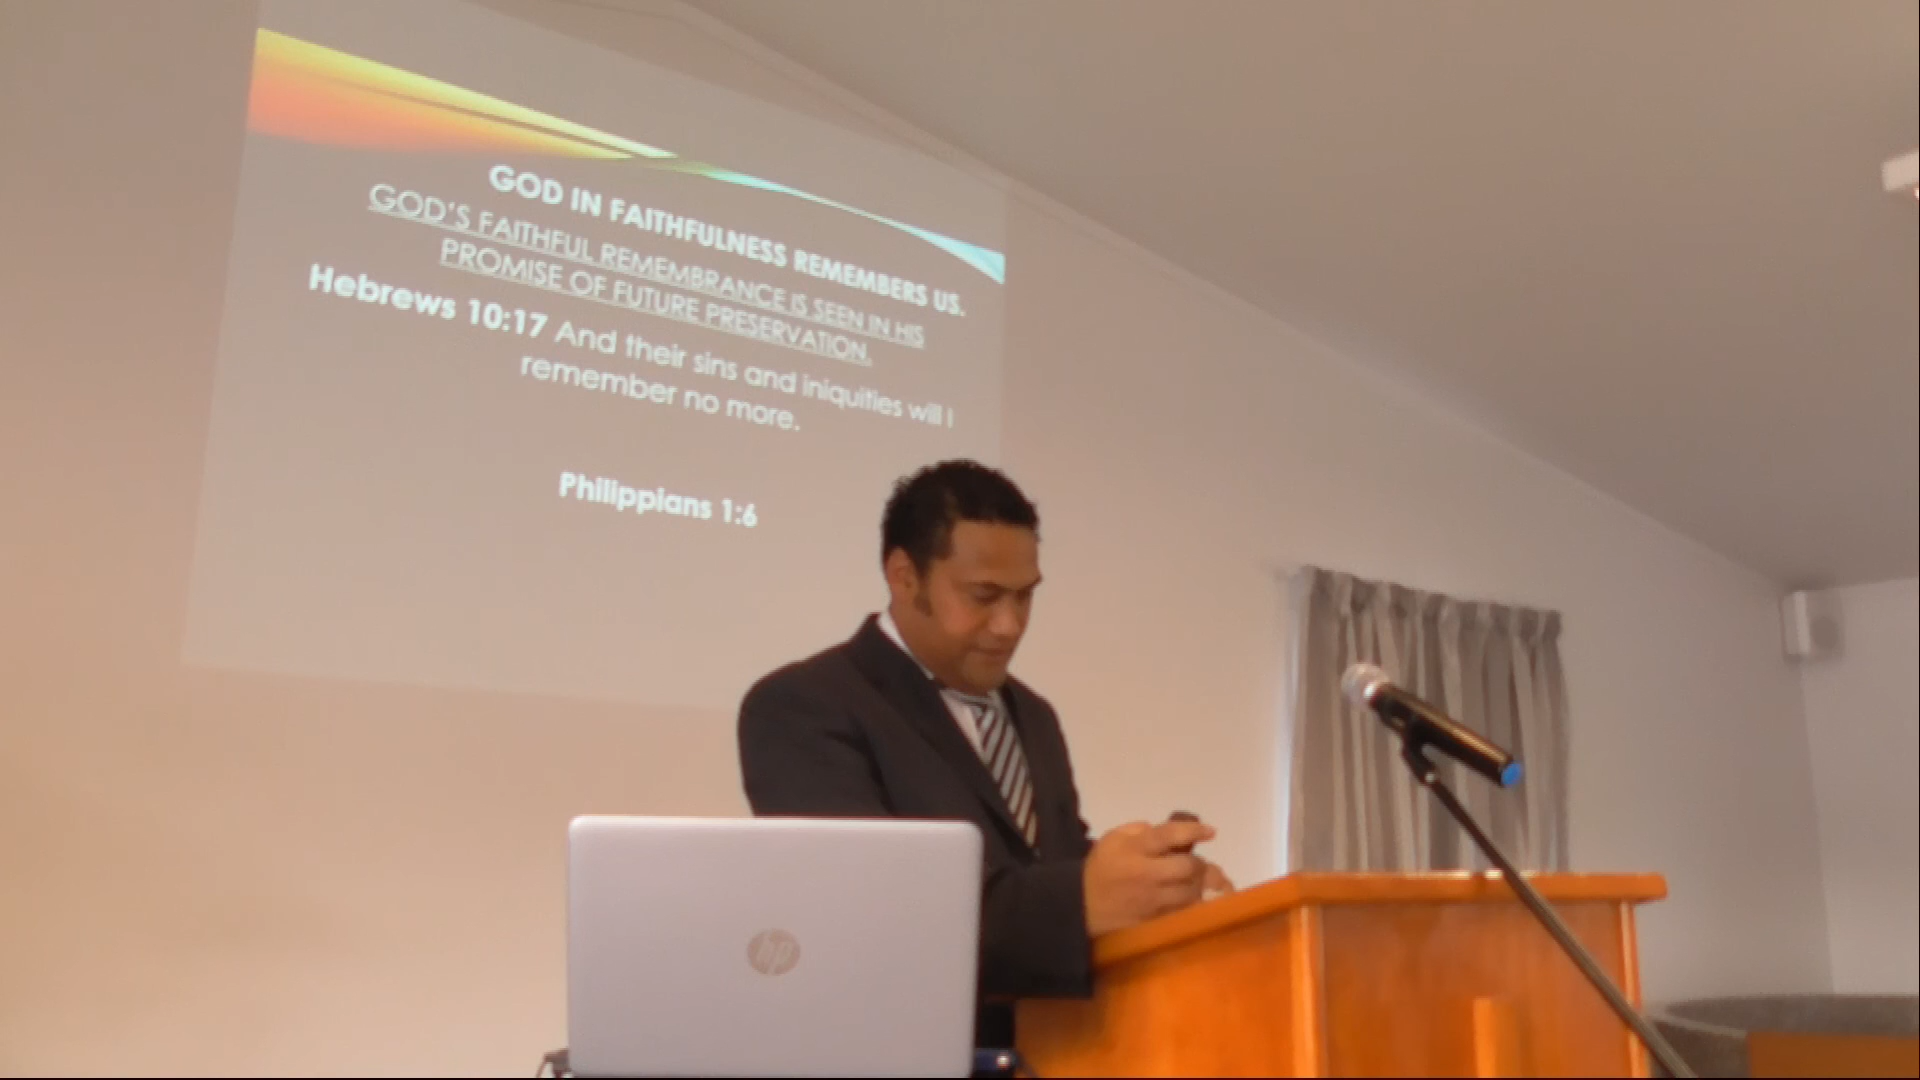 GOD IN FAITHFULNESS REMEMBERS US.
GOD'S FAITHFUL REMEMBRANCE IS SEEN IN HIS
PROMISE OF FUTURE PRESERVATION.
Hebrews 10:17 And their sins and iniquities will I
remember no more.
Philippians 1:6
hp